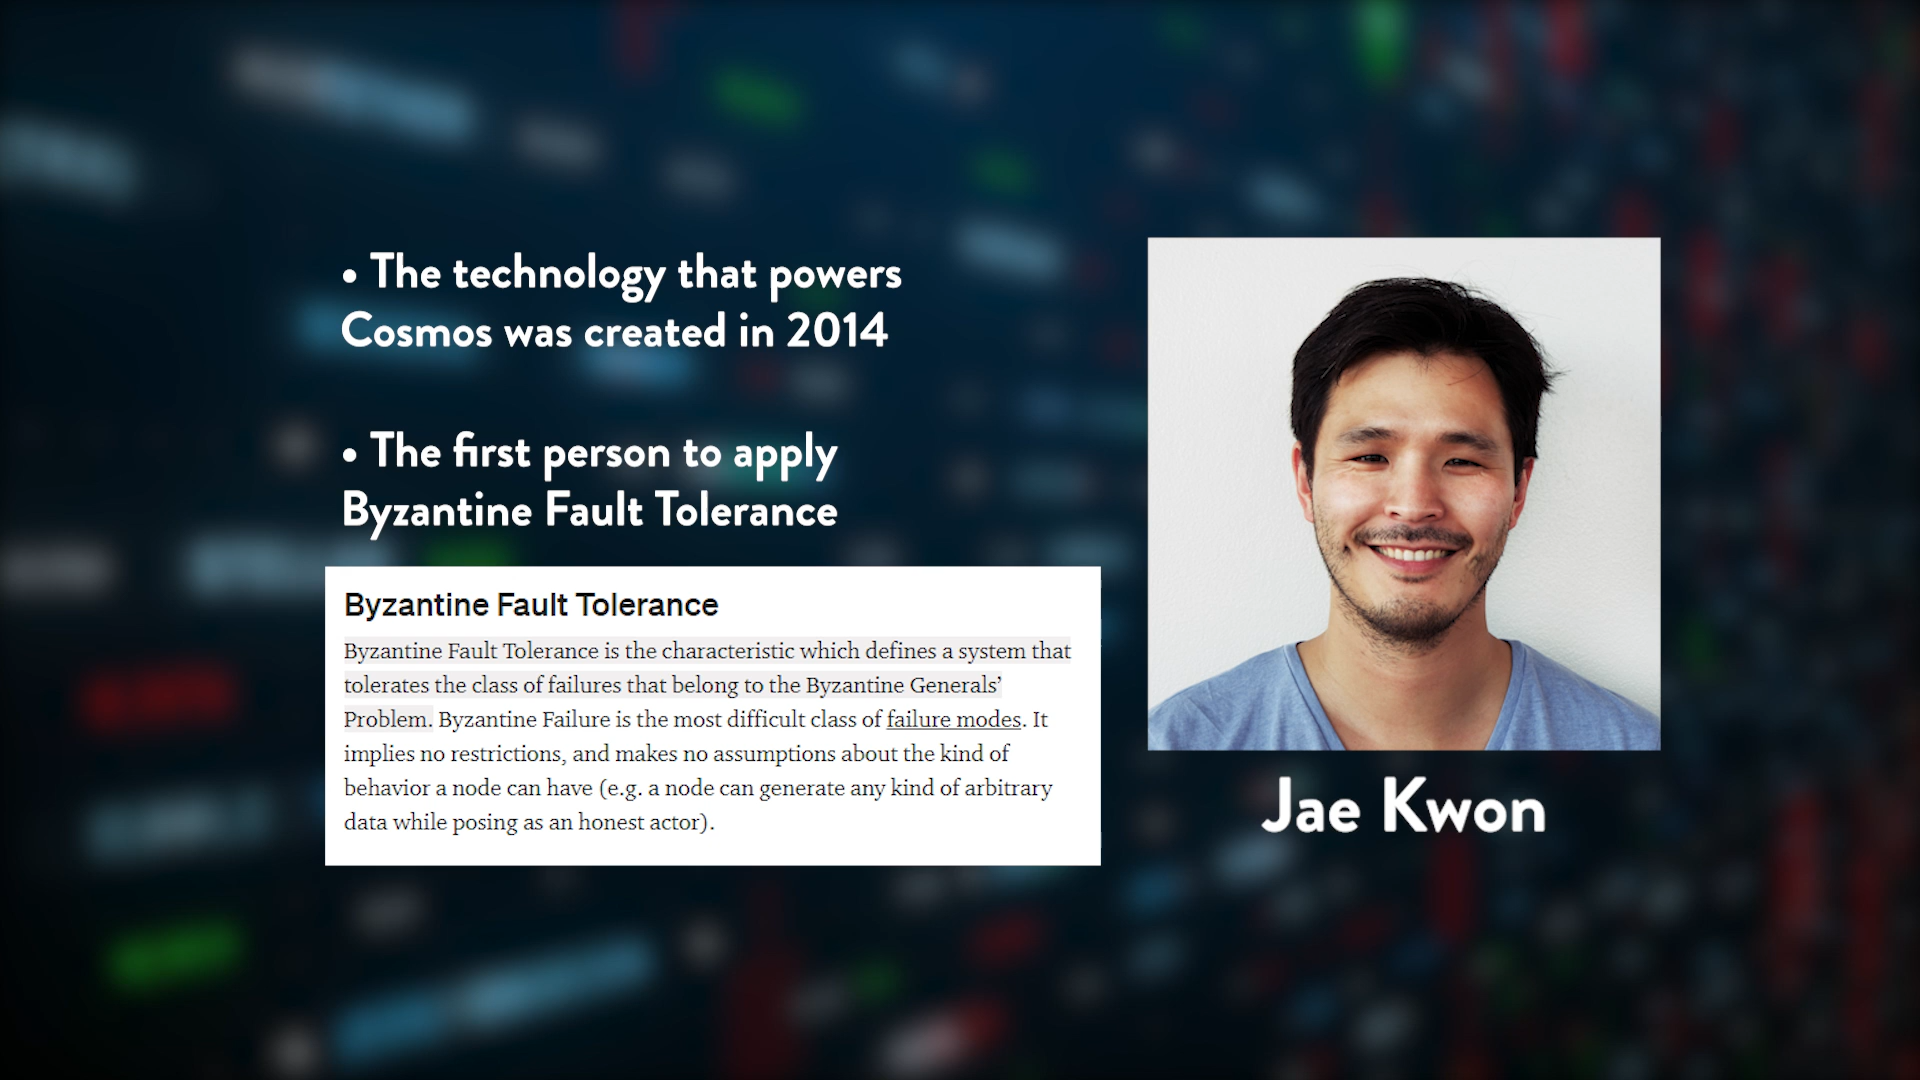 • The technology that powers
Cosmos was created in 2014
• The first person to apply
Byzantine Fault Tolerance
Byzantine Fault Tolerance
Byzantine Fault Tolerance is the characteristic which defines a system that
tolerates the class of failures that belong to the Byzantine Generals’
Problem. Byzantine Failure is the most difficult class of failure modes. It
implies no restrictions, and makes no assumptions about the kind of
behavior a node can have (e.g. a node can generate any kind of arbitrary
data while posing as an honest actor).
Jae Kwon